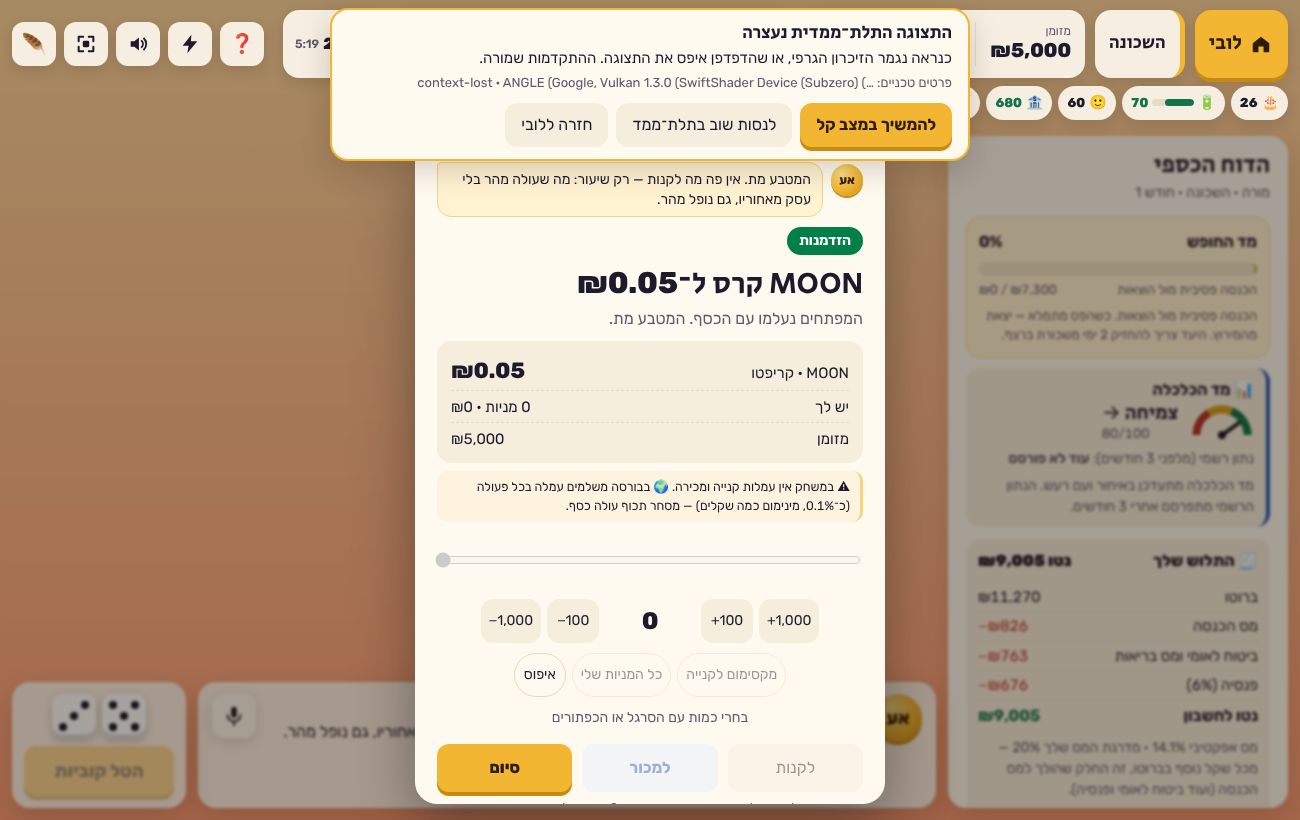 לובי
השכונה
מזומן
₪5,000
5:19
התצוגה התלת־ממדית נעצרה
כנראה נגמר הזיכרון הגרפי, או שהדפדפן איפס את התצוגה. ההתקדמות שמורה.
פרטים טכניים: context-lost • ANGLE (Google, Vulkan 1.3.0 (SwiftShader Device (Subzero) (…
להמשיך במצב קל
לנסות שוב בתלת־ממד
חזרה ללובי
26
70
60
680
אע
המטבע מת. אין פה מה לקנות — רק שיעור: מה שעולה מהר בלי
עסק מאחוריו, גם נופל מהר.
הזדמנות
MOON קרס ל־₪0.05
המפתחים נעלמו עם הכסף. המטבע מת.
MOON • קריפטו
₪0.05
יש לך
0 מניות • ₪0
מזומן
₪5,000
⚠ במשחק אין עמלות קנייה ומכירה. 🌍 בבורסה משלמים עמלה בכל פעולה
(כ־0.1%, מינימום כמה שקלים) — מסחר תכוף עולה כסף.
+1,000
+100
0
−100
−1,000
מקסימום לקנייה
כל המניות שלי
איפוס
בחרי כמות עם הסרגל או הכפתורים
לקנות
למכור
סיום
הדוח הכספי
מורה • השכונה • חודש 1
מד החופש
0%
הכנסה פסיבית מול הוצאות
₪0 / ₪7,300
הכנסה פסיבית מול הוצאות. כשהפס מתמלא — יצאת
מהמירוץ. היעד צריך להחזיק 2 ימי משכורת ברצף.
📊 מד הכלכלה
צמיחה →
80/100
נתון רשמי (מלפני 3 חודשים): עוד לא פורסם
מד הכלכלה מתעדכן באיחור ועם רעש. הנתון
הרשמי מתפרסם אחרי 3 חודשים.
🧾 התלוש שלך
נטו ₪9,005
ברוטו
₪11,270
מס הכנסה
−₪826
ביטוח לאומי ומס בריאות
−₪763
פנסיה (6%)
−₪676
נטו לחשבון
₪9,005
מס אפקטיבי 14.1% • מדרגת המס שלך 20% —
מכל שקל נוסף בברוטו, זה החלק שהולך למס
הכנסה (ועוד ביטוח לאומי ופנסיה).
אע
אחוריו, גם נופל מהר.
הטל קוביות